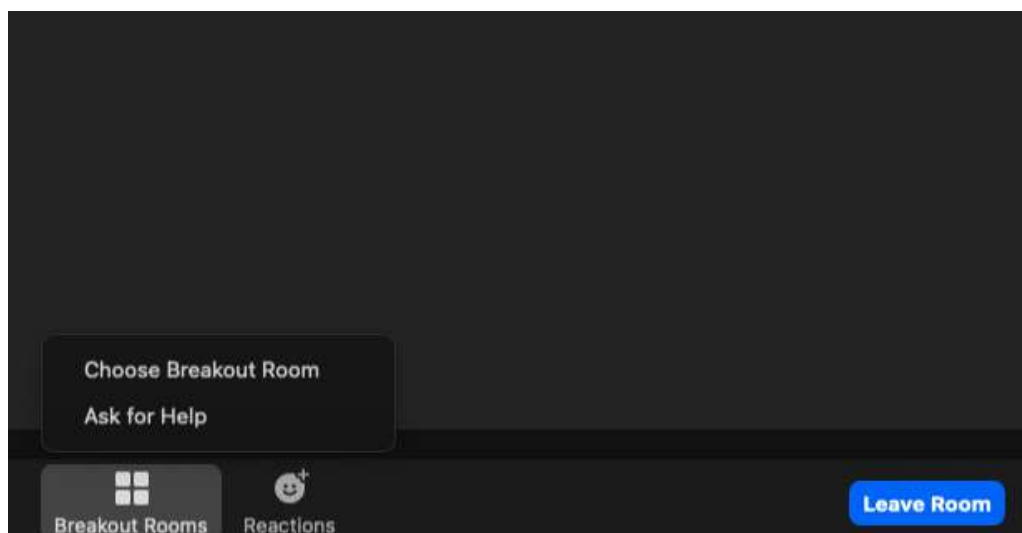 Choose Breakout Room
Ask for Help
Breakout Rooms
Reactions
Leave Room